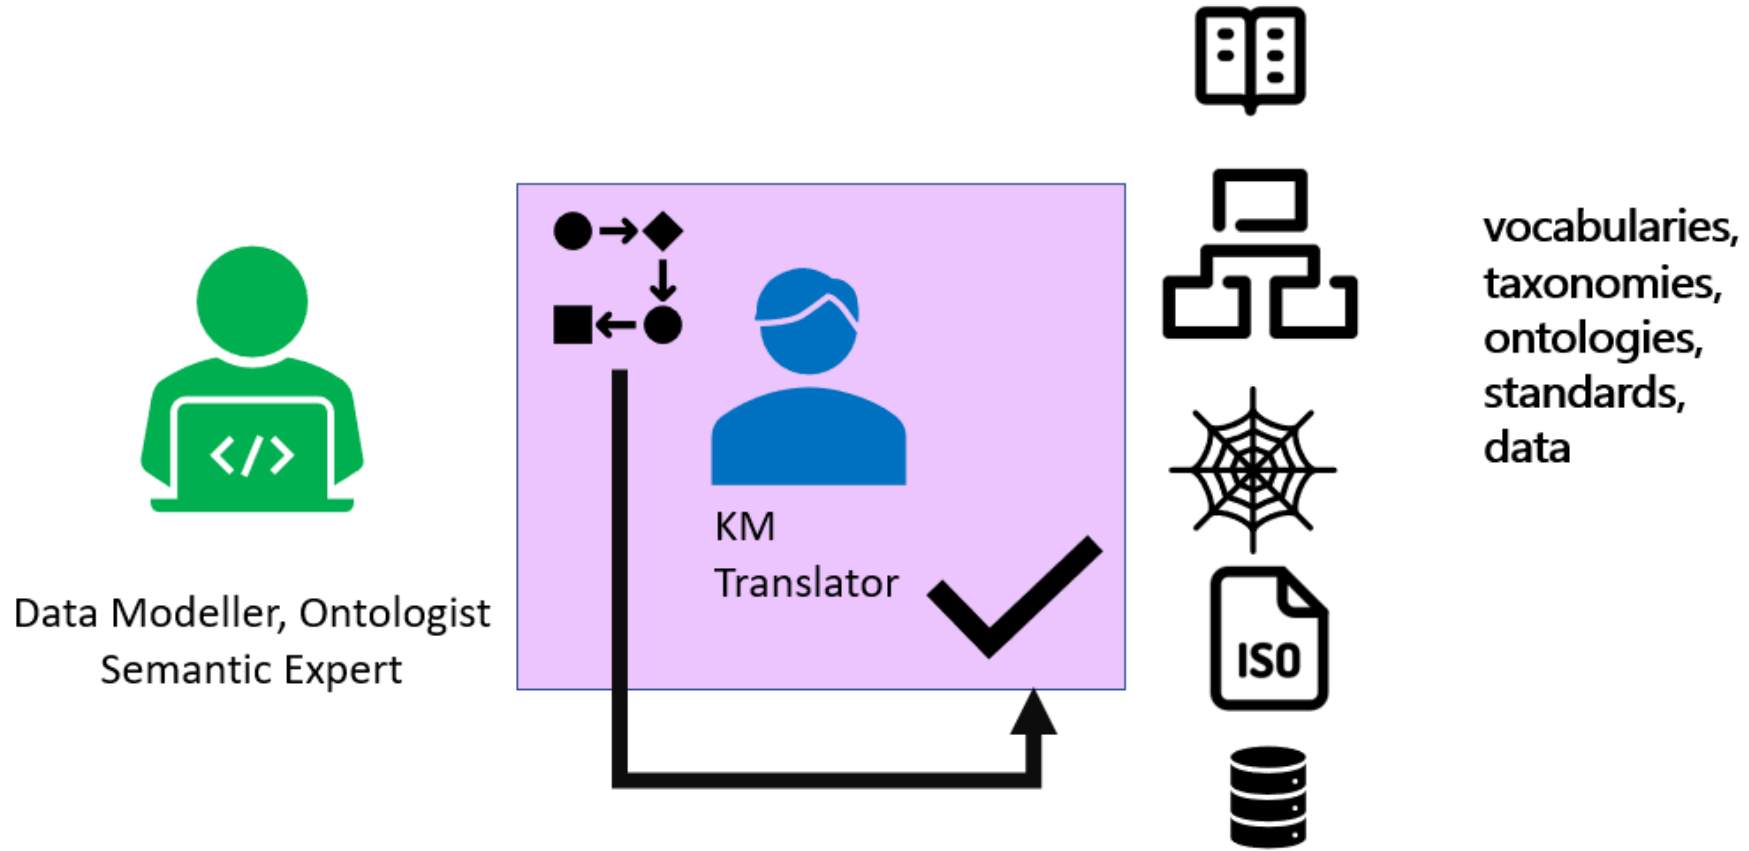 Data Modeller, Ontologist
Semantic Expert
</>
KM
Translator
vocabularies,
taxonomies,
ontologies,
standards,
data
ISO